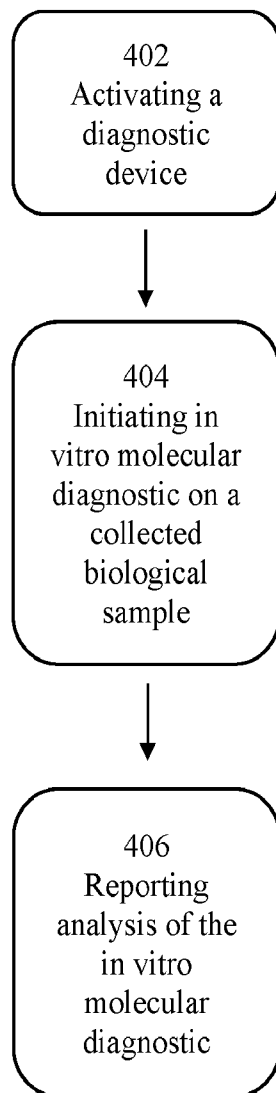 402
Activating a
diagnostic
device
404
Initiating in
vitro molecular
diagnostic on a
collected
biological
sample
406
Reporting
analysis of the
in vitro
molecular
diagnostic